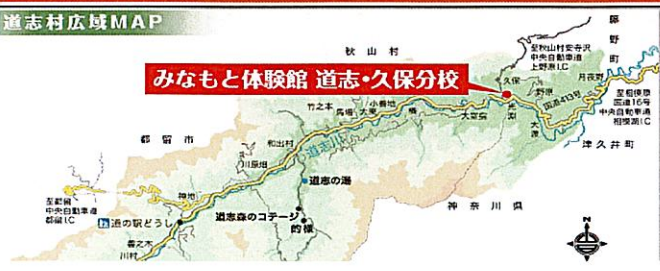 道志村広域MAP
藤野町
秋山村
至秋山村安寺沢
中央自動車道
上野原I.C
みなもと体験館 道志・久保分校
久保
野原
月夜野
国道413号
至相模原
国道16号
中央自動車道
相模湖I.C
竹之本
馬場
大栗
小善地
椿
大室指
光淵
大渡
津久井町
都留市
和出村
道志川
川原畑
道志の湯
神地
至都留
中央自動車道
都留I.C
道の駅どうし
道志森のコテージ
的様
神奈川県
善之木
川村
N